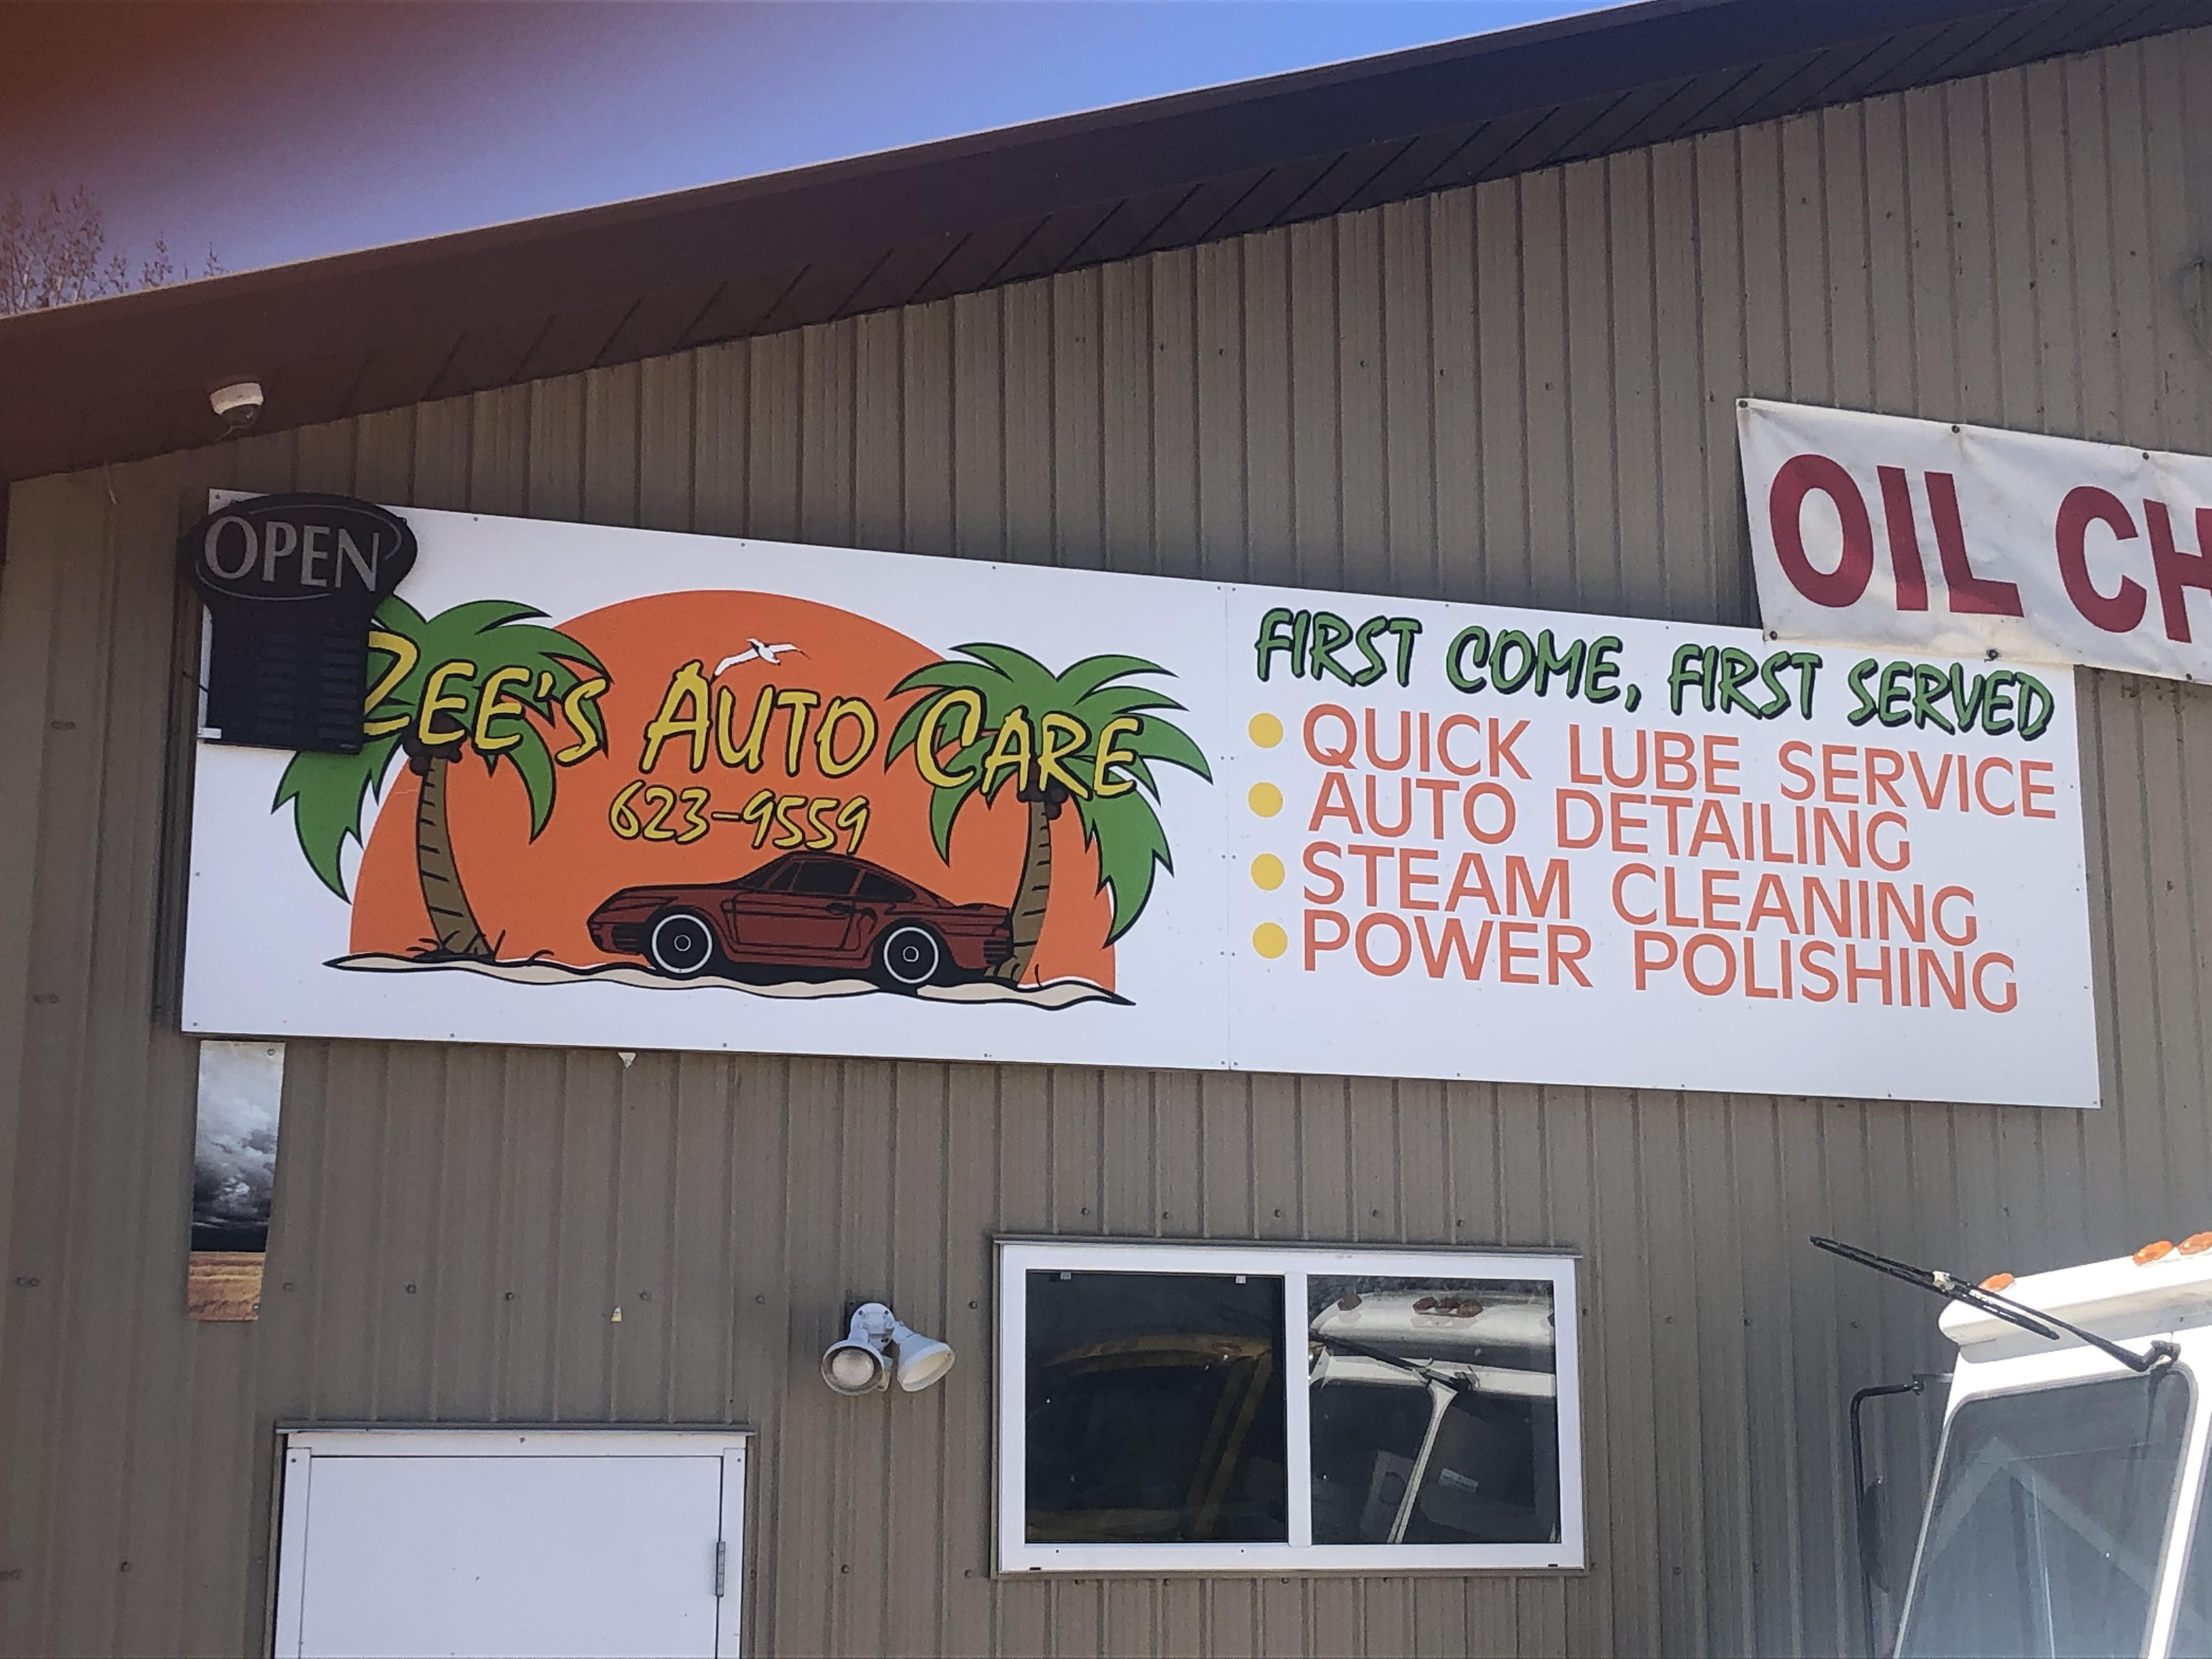 OPEN
ZEE'S AUTO CARE
623-9559
FIRST COME, FIRST SERVED
QUICK LUBE SERVICE
AUTO DETAILING
STEAM CLEANING
POWER POLISHING
OIL CH